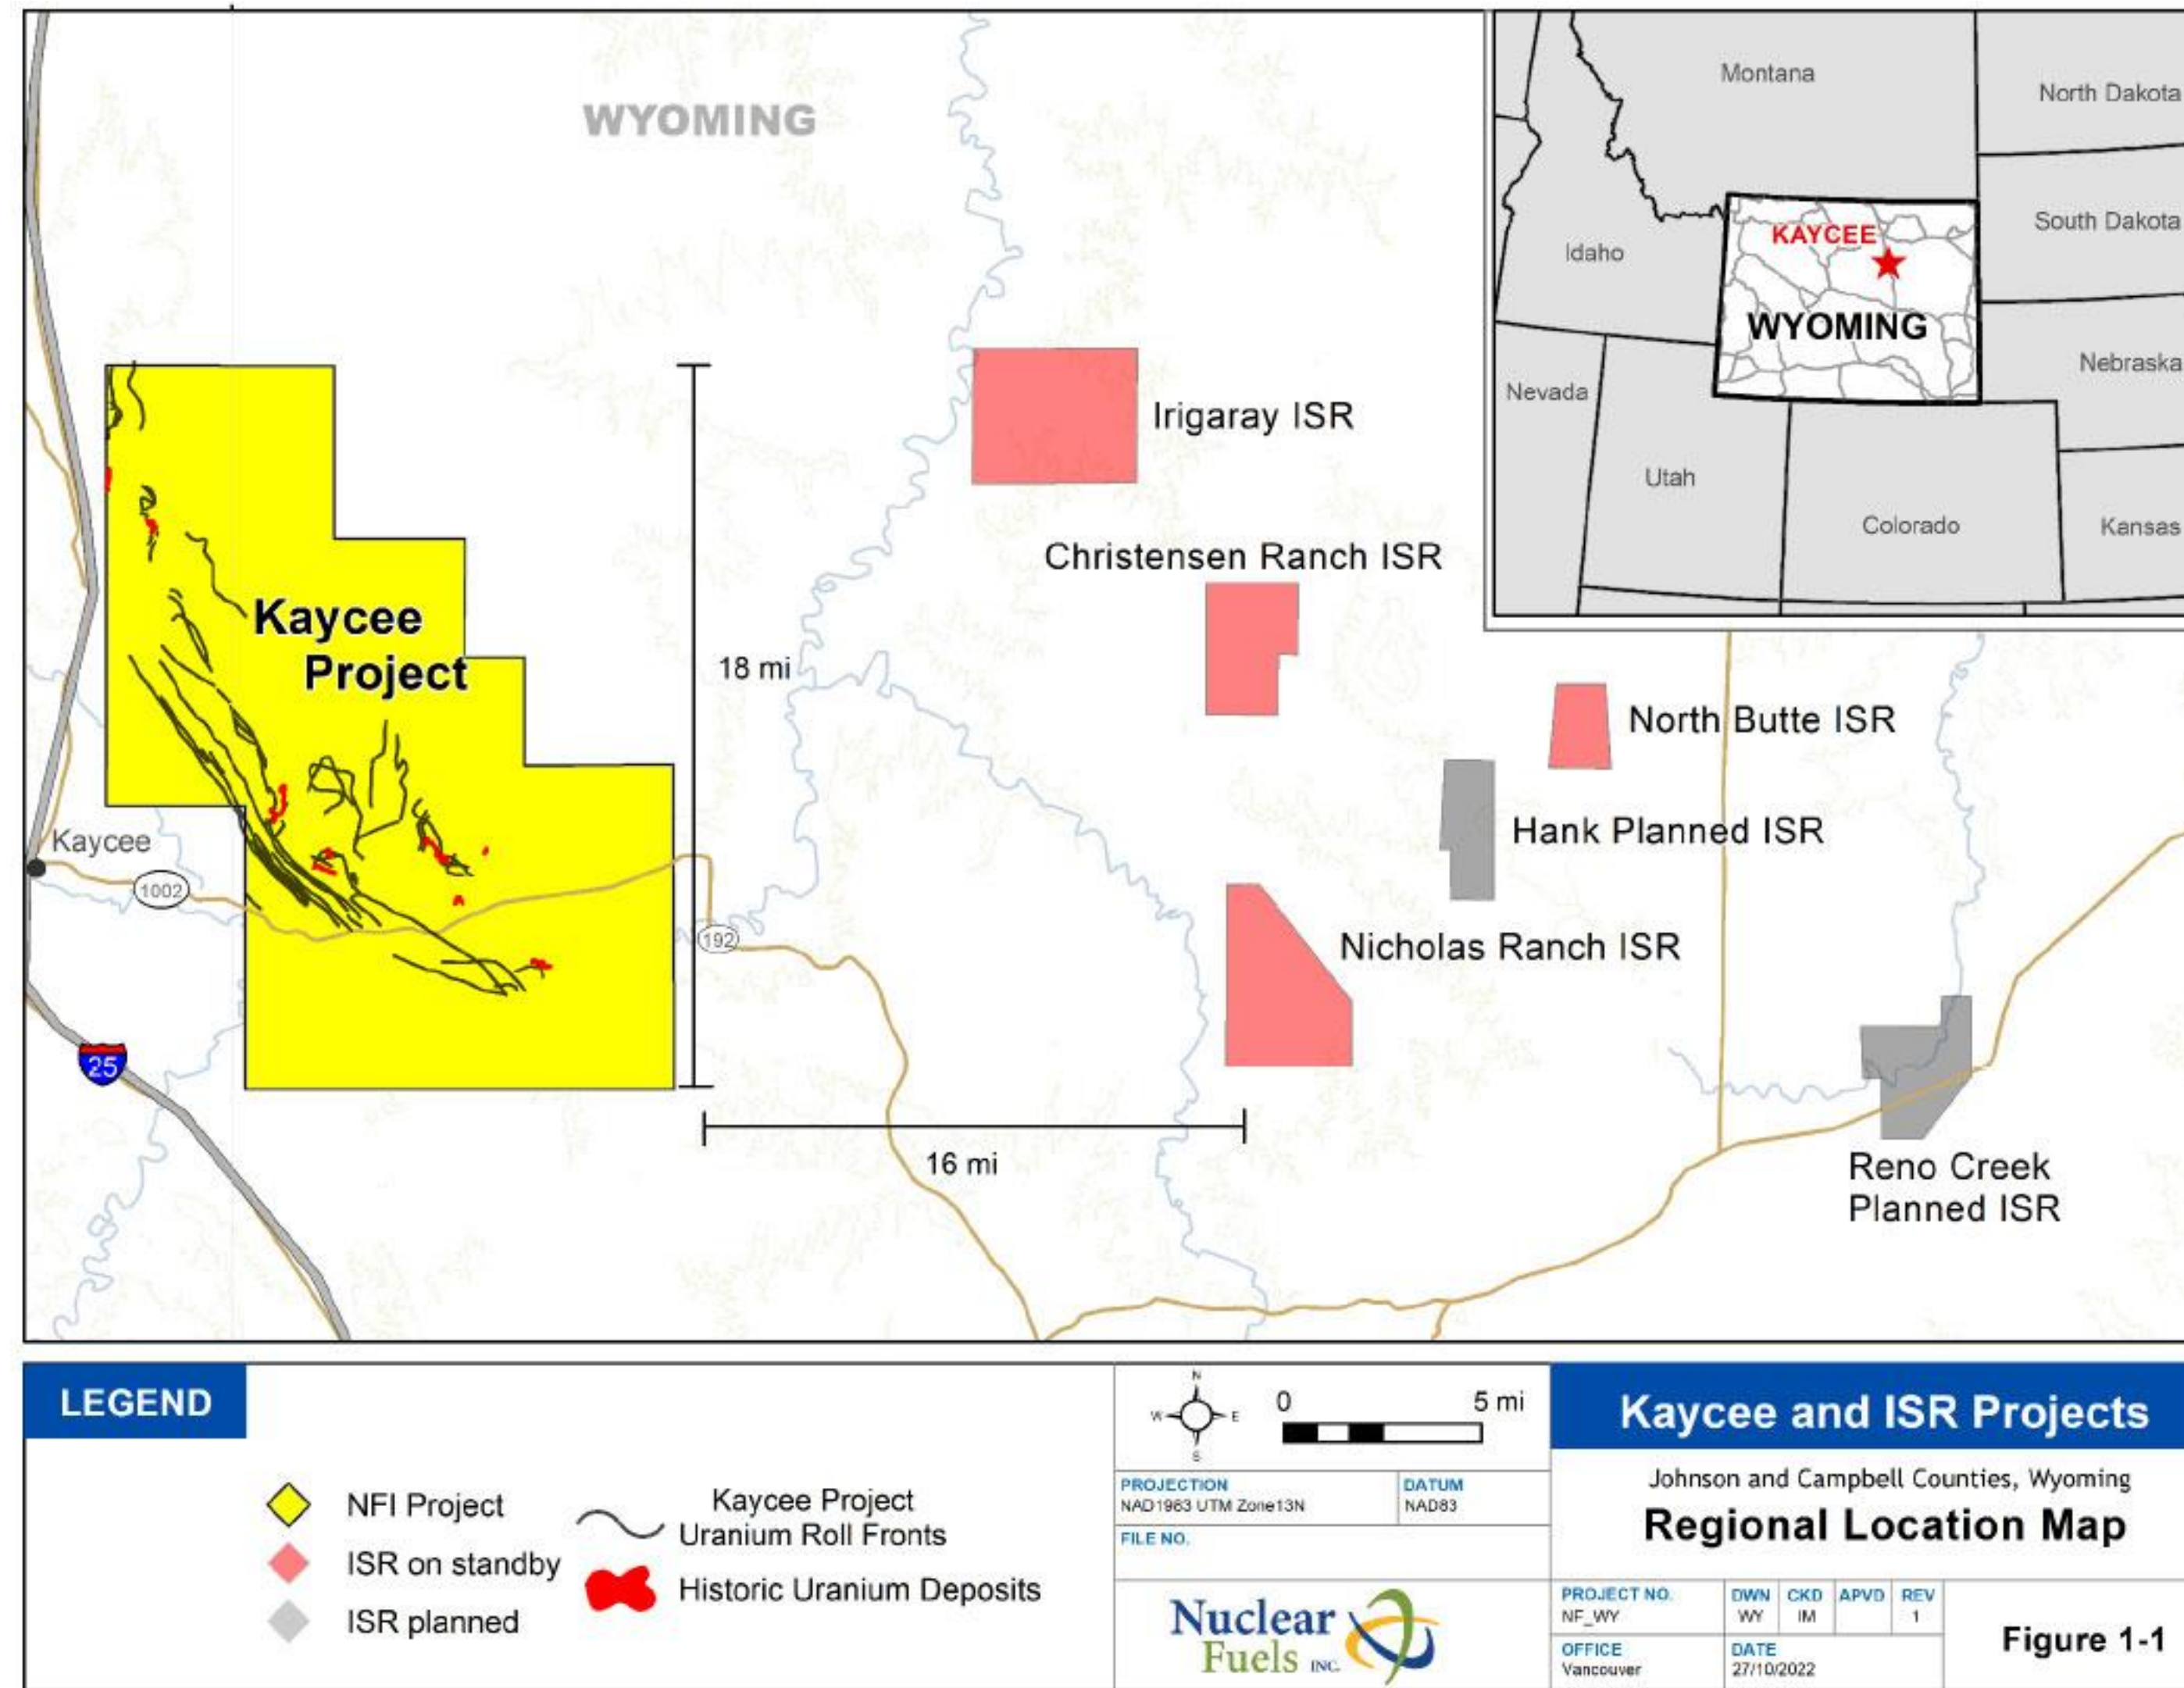 WYOMING
Montana
North Dakota
South Dakota
KAYCEE
Idaho
WYOMING
Nebraska
Nevada
Utah
Colorado
Kansas
Irigaray ISR
Christensen Ranch ISR
Kaycee
Project
18 mi
North Butte ISR
Hank Planned ISR
Kaycee
1002
192
Nicholas Ranch ISR
25
16 mi
Reno Creek
Planned ISR
LEGEND
NFI Project
ISR on standby
ISR planned
Kaycee Project
Uranium Roll Fronts
Historic Uranium Deposits
N
W
E
S
0
5 mi
PROJECTION
NAD1983 UTM Zone13N
DATUM
NAD83
FILE NO.
Nuclear
Fuels INC.
Kaycee and ISR Projects
Johnson and Campbell Counties, Wyoming
Regional Location Map
PROJECT NO.
NF_WY
DWN
WY
CKD
IM
APVD
REV
1
OFFICE
Vancouver
DATE
27/10/2022
Figure 1-1